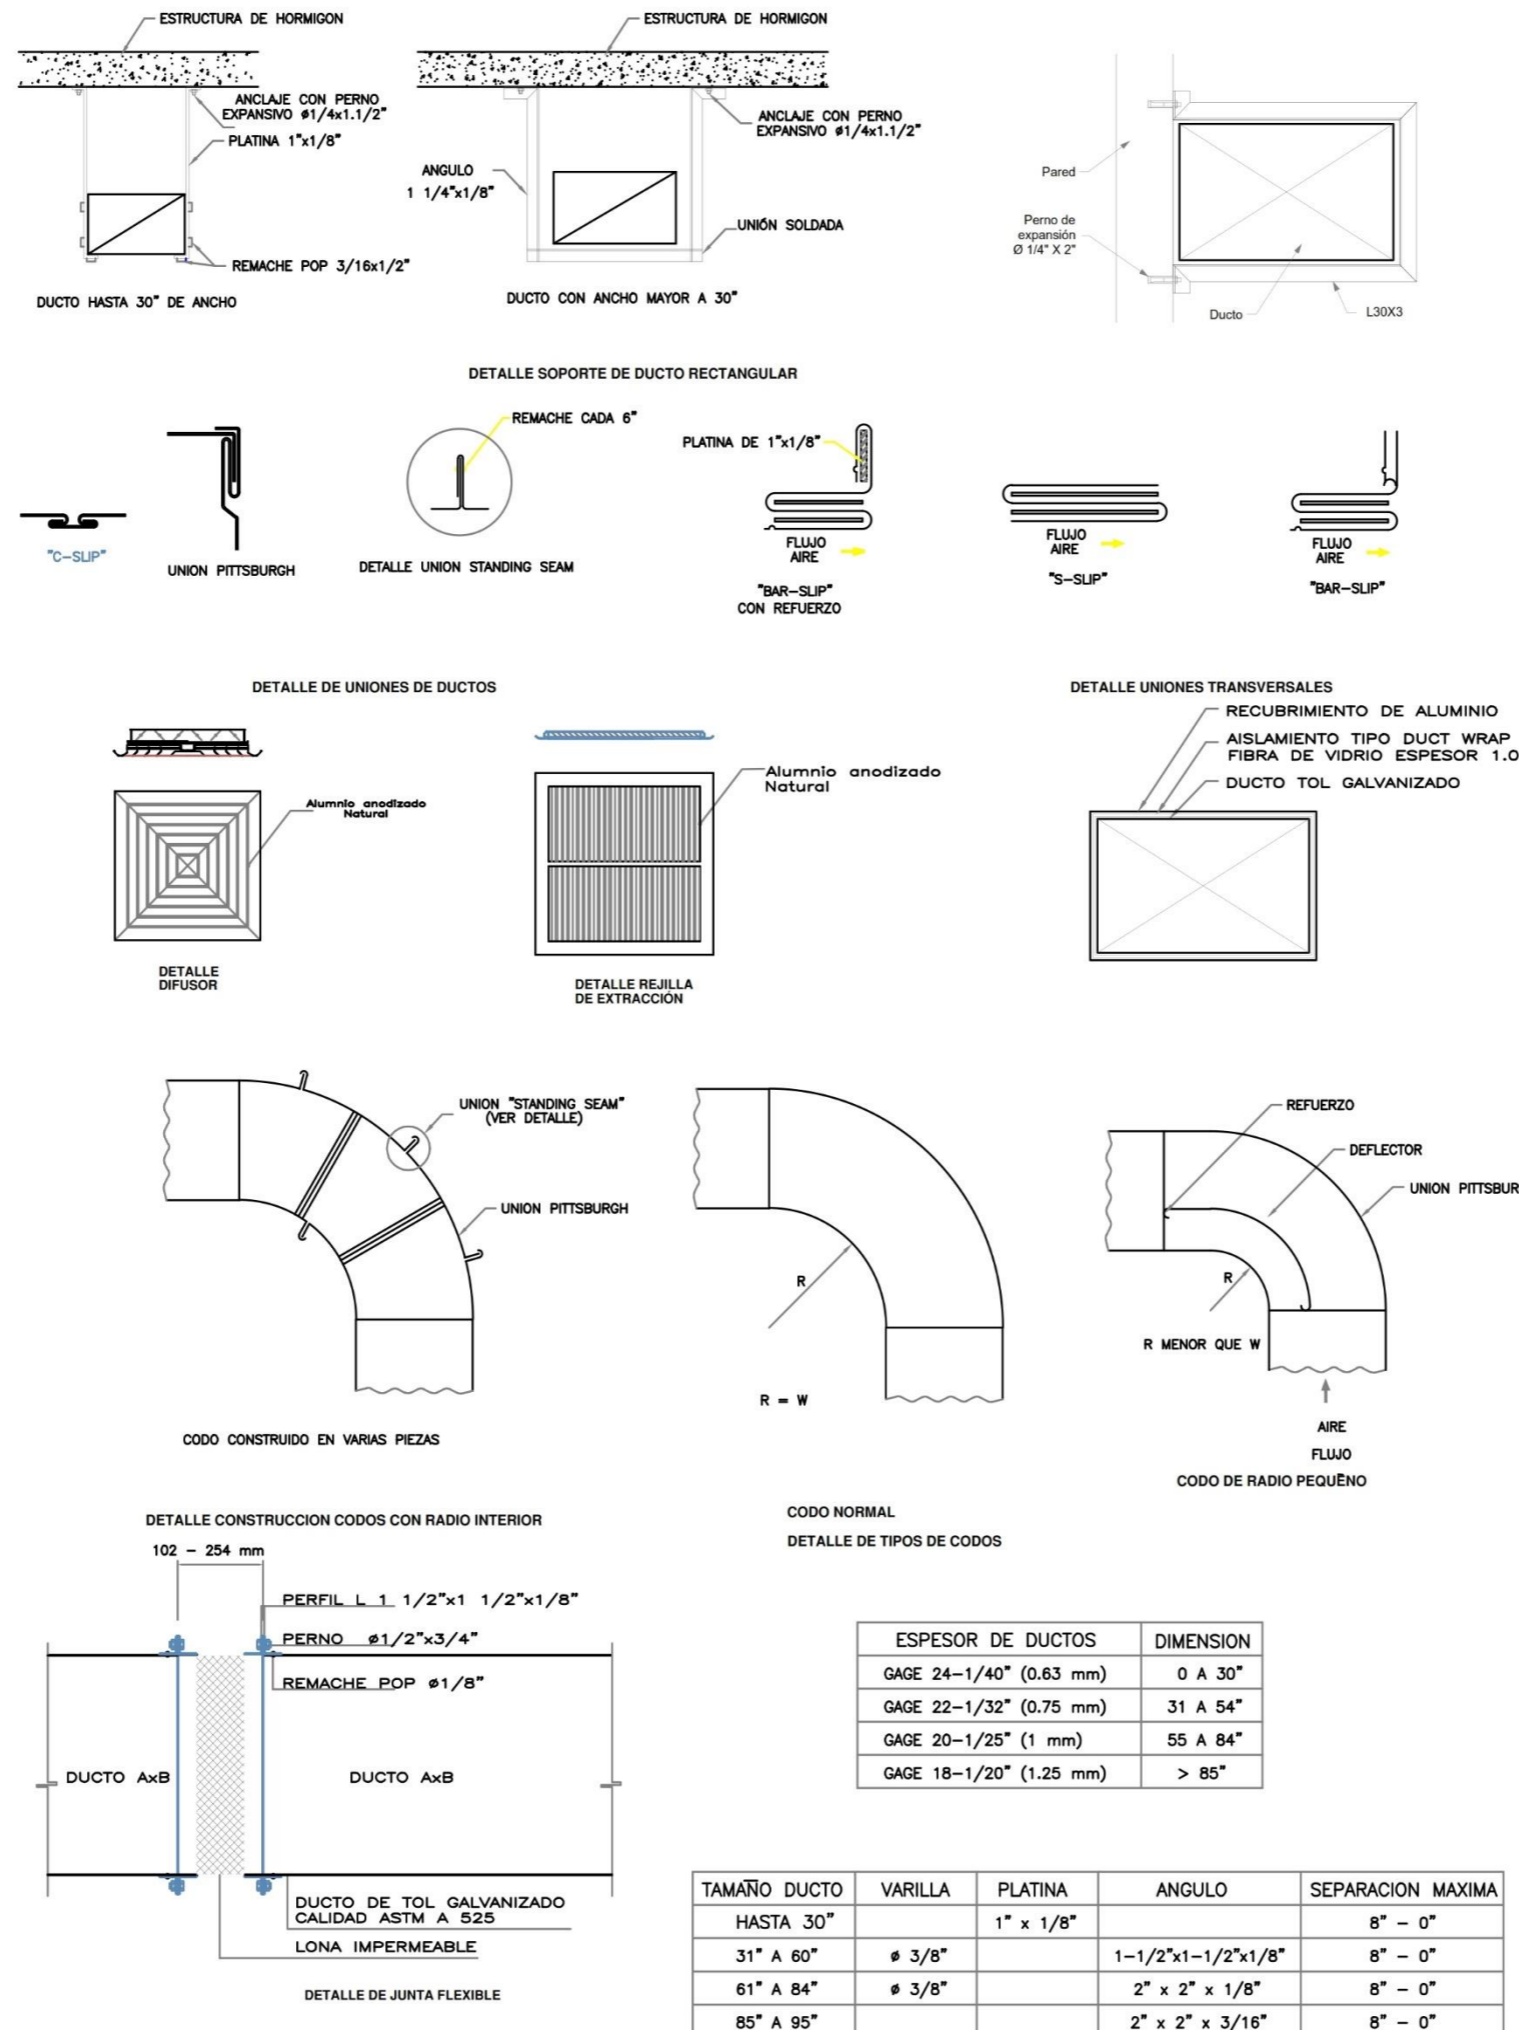 ESTRUCTURA DE HORMIGON
ANCLAJE CON PERNO
EXPANSIVO ø1/4x1.1/2"
PLATINA 1"x1/8"
REMACHE POP 3/16x1/2"
DUCTO HASTA 30" DE ANCHO
ESTRUCTURA DE HORMIGON
ANCLAJE CON PERNO
EXPANSIVO ø1/4x1.1/2"
ANGULO
1 1/4"x1/8"
UNIÓN SOLDADA
DUCTO CON ANCHO MAYOR A 30"
Pared
Perno de
expansión
Ø 1/4" X 2"
Ducto
L30X3
DETALLE SOPORTE DE DUCTO RECTANGULAR
"C-SLIP"
UNION PITTSBURGH
REMACHE CADA 6"
DETALLE UNION STANDING SEAM
PLATINA DE 1"x1/8"
FLUJO
AIRE
"BAR-SLIP"
CON REFUERZO
FLUJO
AIRE
"S-SLIP"
FLUJO
AIRE
"BAR-SLIP"
DETALLE DE UNIONES DE DUCTOS
DETALLE UNIONES TRANSVERSALES
Alumnio anodizado
Natural
DETALLE
DIFUSOR
Alumnio anodizado
Natural
DETALLE REJILLA
DE EXTRACCIÓN
RECUBRIMIENTO DE ALUMINIO
AISLAMIENTO TIPO DUCT WRAP
FIBRA DE VIDRIO ESPESOR 1.0
DUCTO TOL GALVANIZADO
UNION "STANDING SEAM"
(VER DETALLE)
UNION PITTSBURGH
CODO CONSTRUIDO EN VARIAS PIEZAS
DETALLE CONSTRUCCION CODOS CON RADIO INTERIOR
R
R = W
CODO NORMAL
DETALLE DE TIPOS DE CODOS
REFUERZO
DEFLECTOR
UNION PITTSBUR
R
R MENOR QUE W
AIRE
FLUJO
CODO DE RADIO PEQUEÑO
102 - 254 mm
PERFIL L 1 1/2"x1 1/2"x1/8"
PERNO ø1/2"x3/4"
REMACHE POP ø1/8"
DUCTO AxB
DUCTO AxB
DUCTO DE TOL GALVANIZADO
CALIDAD ASTM A 525
LONA IMPERMEABLE
DETALLE DE JUNTA FLEXIBLE
ESPESOR DE DUCTOS DIMENSION
GAGE 24-1/40" (0.63 mm) 0 A 30"
GAGE 22-1/32" (0.75 mm) 31 A 54"
GAGE 20-1/25" (1 mm) 55 A 84"
GAGE 18-1/20" (1.25 mm) > 85"
TAMAÑO DUCTO VARILLA PLATINA ANGULO SEPARACION MAXIMA
HASTA 30" 1" x 1/8" 8" - 0"
31" A 60" ø 3/8" 1-1/2"x1-1/2"x1/8" 8" - 0"
61" A 84" ø 3/8" 2" x 2" x 1/8" 8" - 0"
85" A 95" 2" x 2" x 3/16" 8" - 0"